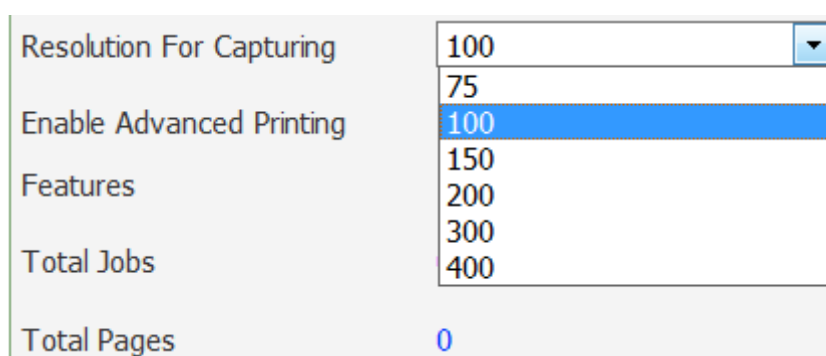 Resolution For Capturing 100
75
Enable Advanced Printing 100
150
Features
200
300
Total Jobs
400
Total Pages 0